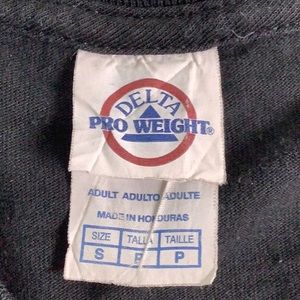 DELTA
PRO WEIGHT®
ADULT ADULTO ADULTE
MADE IN HONDURAS
SIZE TALLA TAILLE
S P P